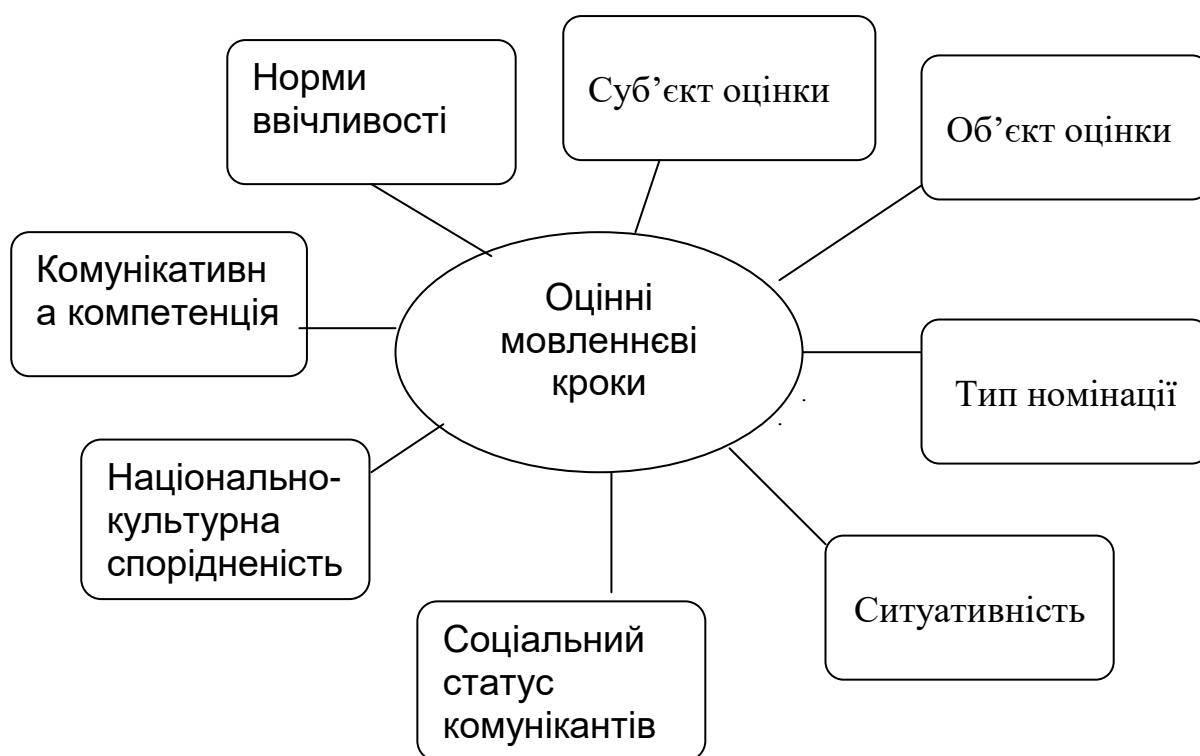 Норми
ввічливості
Суб’єкт оцінки
Об’єкт оцінки
Комунікативн
а компетенція
Оцінні
мовленнєві
кроки
Тип номінації
Національно-
культурна
спорідненість
Ситуативність
Соціальний
статус
комунікантів